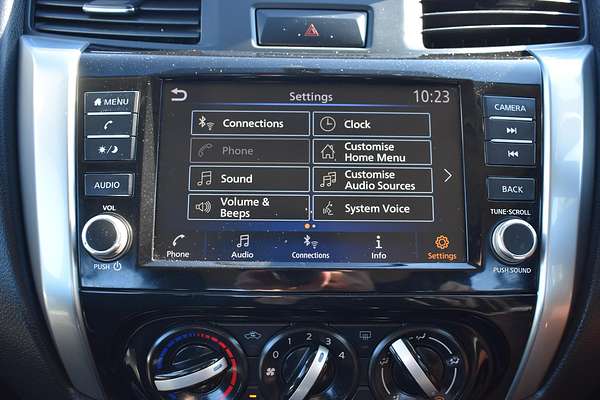 MENU
Settings
10:23
CAMERA
Connections
Clock
Phone
Customise
Home Menu
Sound
Customise
Audio Sources
AUDIO
BACK
VOL
Volume &
Beeps
System Voice
TUNE·SCROLL
Phone
Audio
Connections
Info
Settings
PUSH
PUSH SOUND
0
1
2
3
4